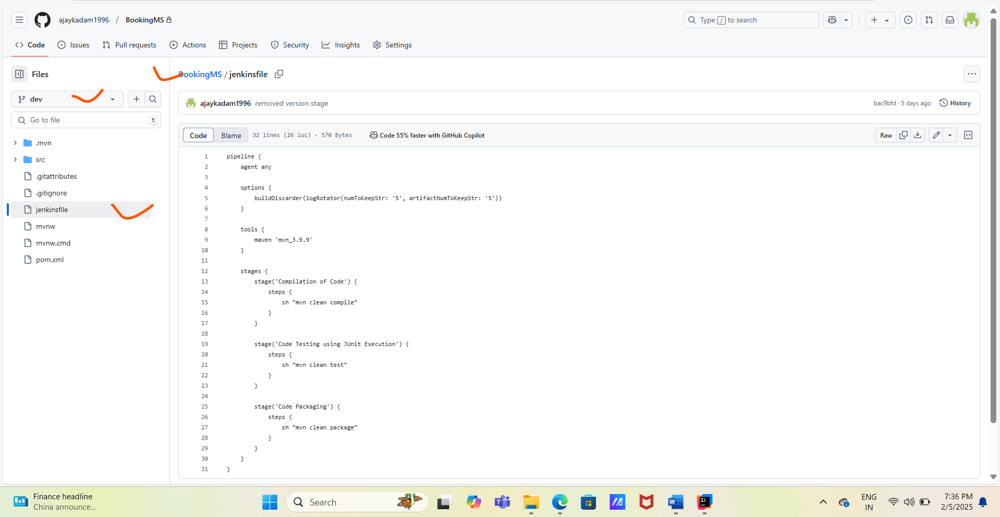 ajaykadam1996 / BookingMS
Type / to search
Code Issues Pull requests Actions Projects Security Insights Settings
Files
dev
Go to file t
.mvn
src
.gitattributes
.gitignore
jenkinsfile
mvnw
mvnw.cmd
pom.xml
BookingMS / jenkinsfile
ajaykadam1996 removed version stage
bac9bfd · 5 days ago History
Code Blame 32 lines (26 loc) · 570 Bytes Code 55% faster with GitHub Copilot
Raw
1 pipeline {
2     agent any
3
4     options {
5         buildDiscarder(logRotator(numToKeepStr: '5', artifactNumToKeepStr: '5'))
6     }
7
8     tools {
9         maven 'mvn_3.9.9'
10     }
11
12     stages {
13         stage('Compilation of Code') {
14             steps {
15                 sh "mvn clean compile"
16             }
17         }
18
19         stage('Code Testing using JUnit Execution') {
20             steps {
21                 sh "mvn clean test"
22             }
23         }
24
25         stage('Code Packaging') {
26             steps {
27                 sh "mvn clean package"
28             }
29         }
30     }
31 }
Finance headline
China announce...
Search
ENG
IN
7:36 PM
2/5/2025